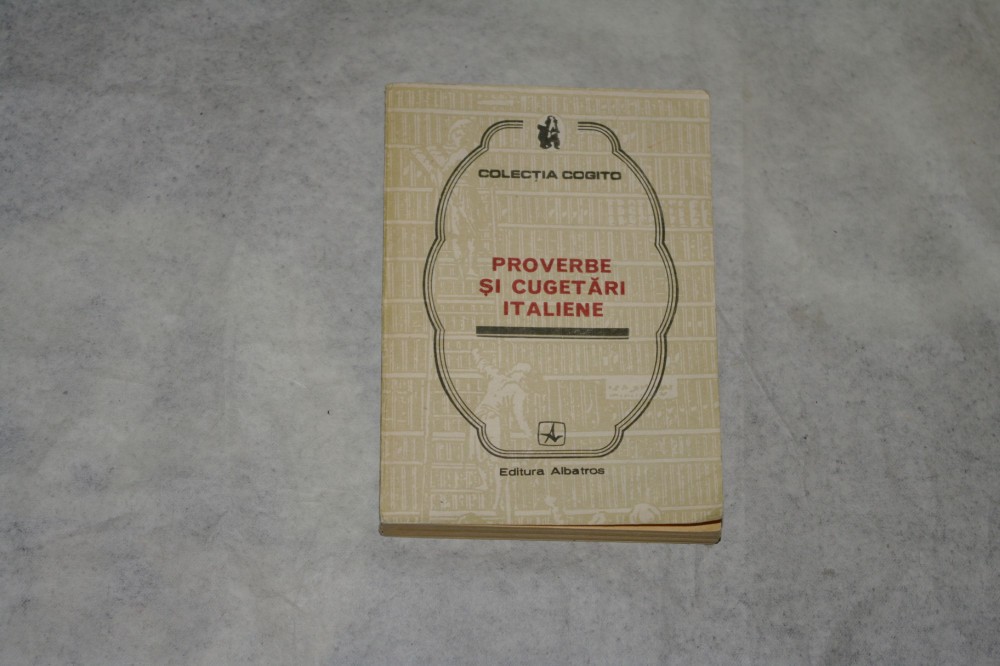 COLECȚIA COGITO
PROVERBE
ȘI CUGETĂRI
ITALIENE
Editura Albatros